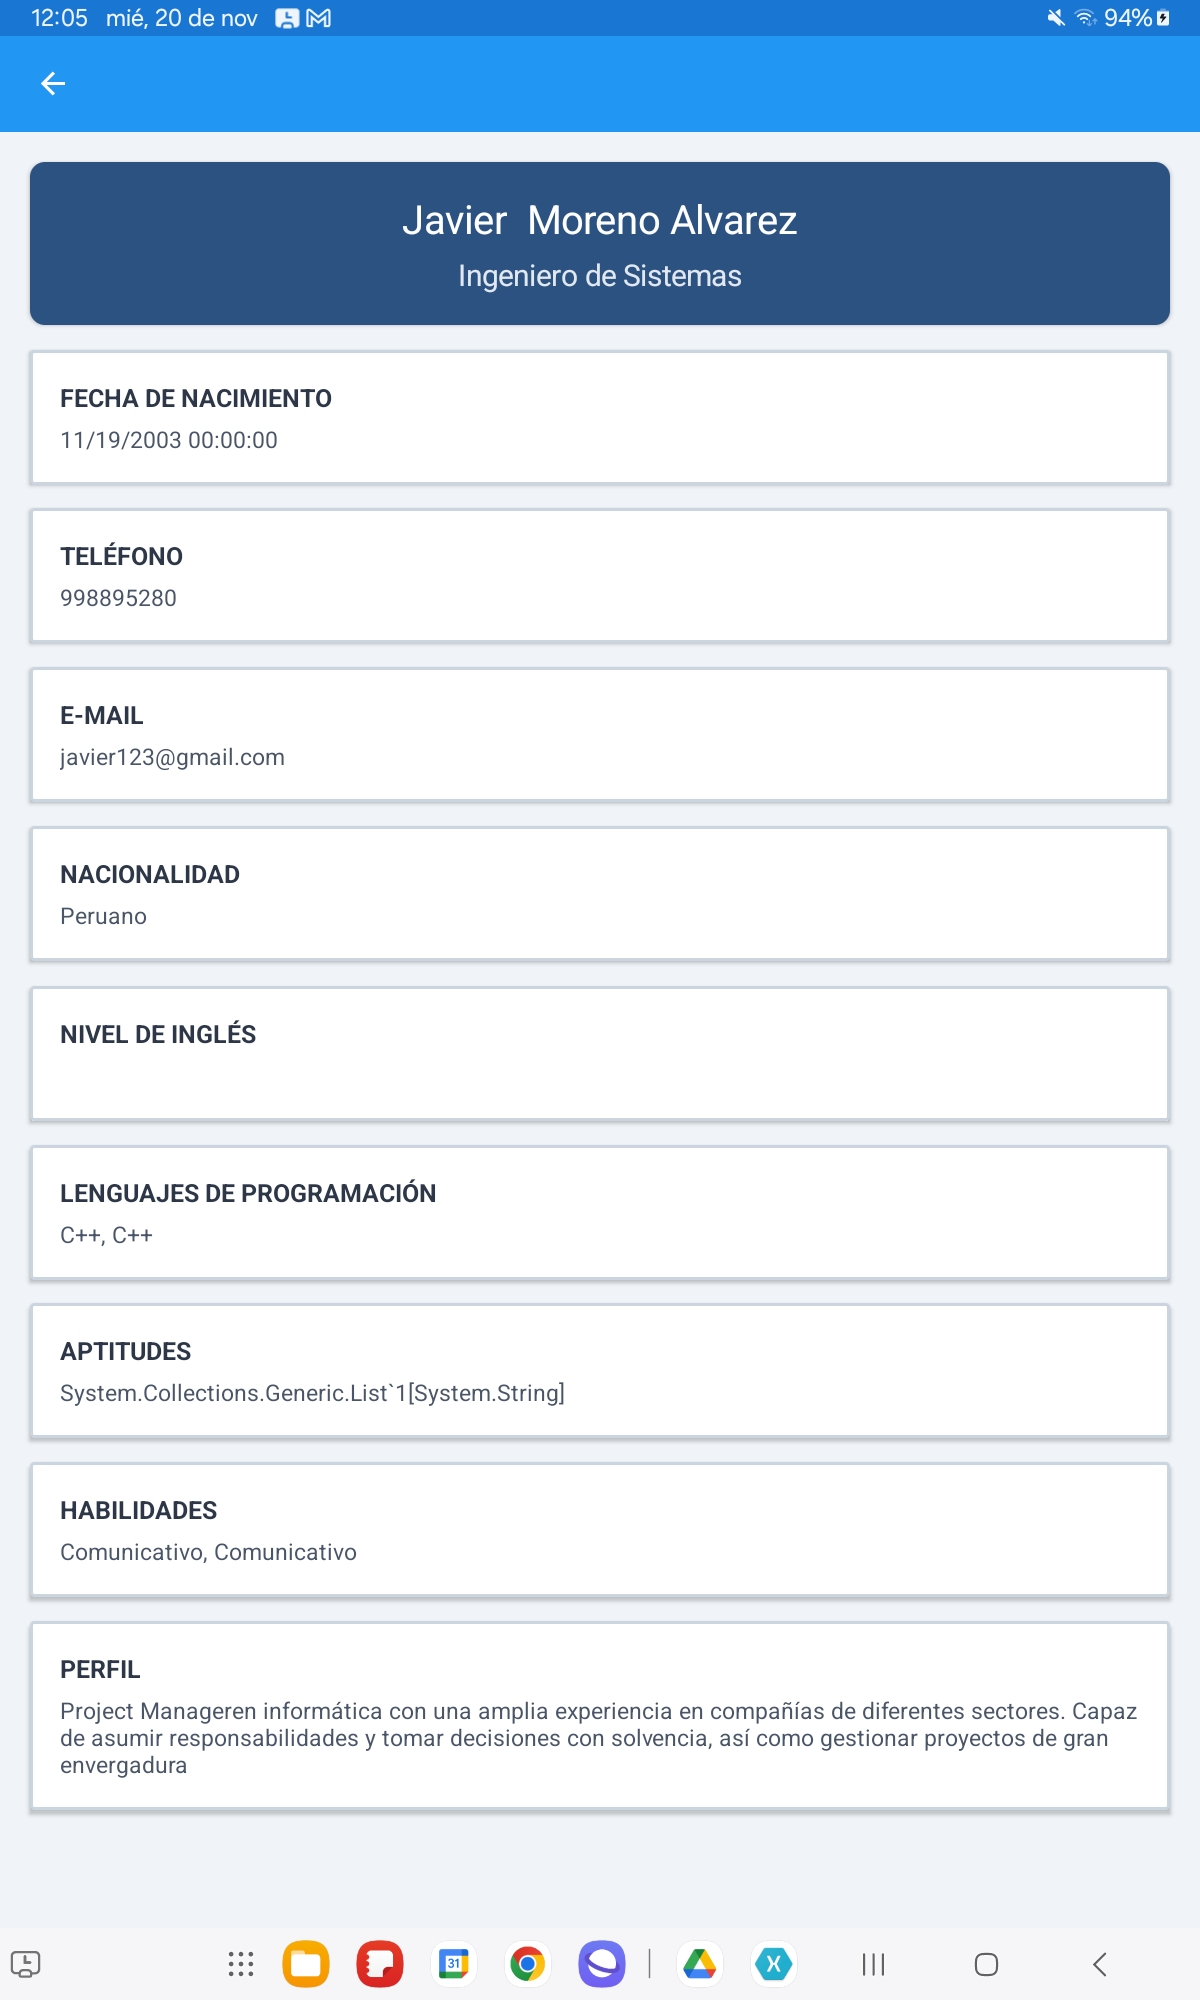 12:05 mié, 20 de nov
94%
Javier  Moreno Alvarez
Ingeniero de Sistemas
FECHA DE NACIMIENTO
11/19/2003 00:00:00
TELÉFONO
998895280
E-MAIL
javier123@gmail.com
NACIONALIDAD
Peruano
NIVEL DE INGLÉS
LENGUAJES DE PROGRAMACIÓN
C++, C++
APTITUDES
System.Collections.Generic.List`1[System.String]
HABILIDADES
Comunicativo, Comunicativo
PERFIL
Project Manageren informática con una amplia experiencia en compañías de diferentes sectores. Capaz
de asumir responsabilidades y tomar decisiones con solvencia, así como gestionar proyectos de gran
envergadura
31